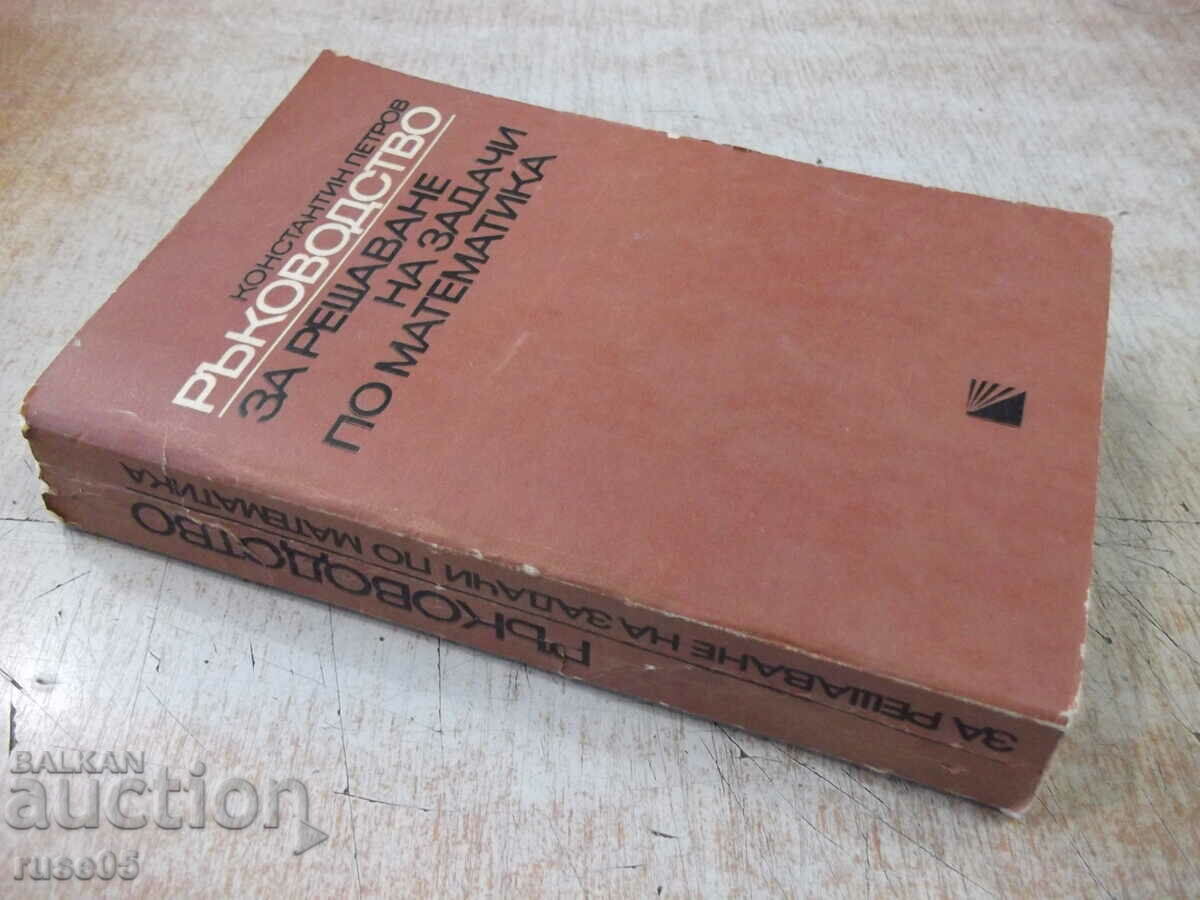 КОНСТАНТИН ПЕТРОВ
РЪКОВОДСТВО
ЗА РЕШАВАНЕ
НА ЗАДАЧИ
ПО МАТЕМАТИКА
РЪКОВОДСТВО
ЗА РЕШАВАНЕ НА ЗАДАЧИ ПО МАТЕМАТИКА
BALKAN
auction
ruse05